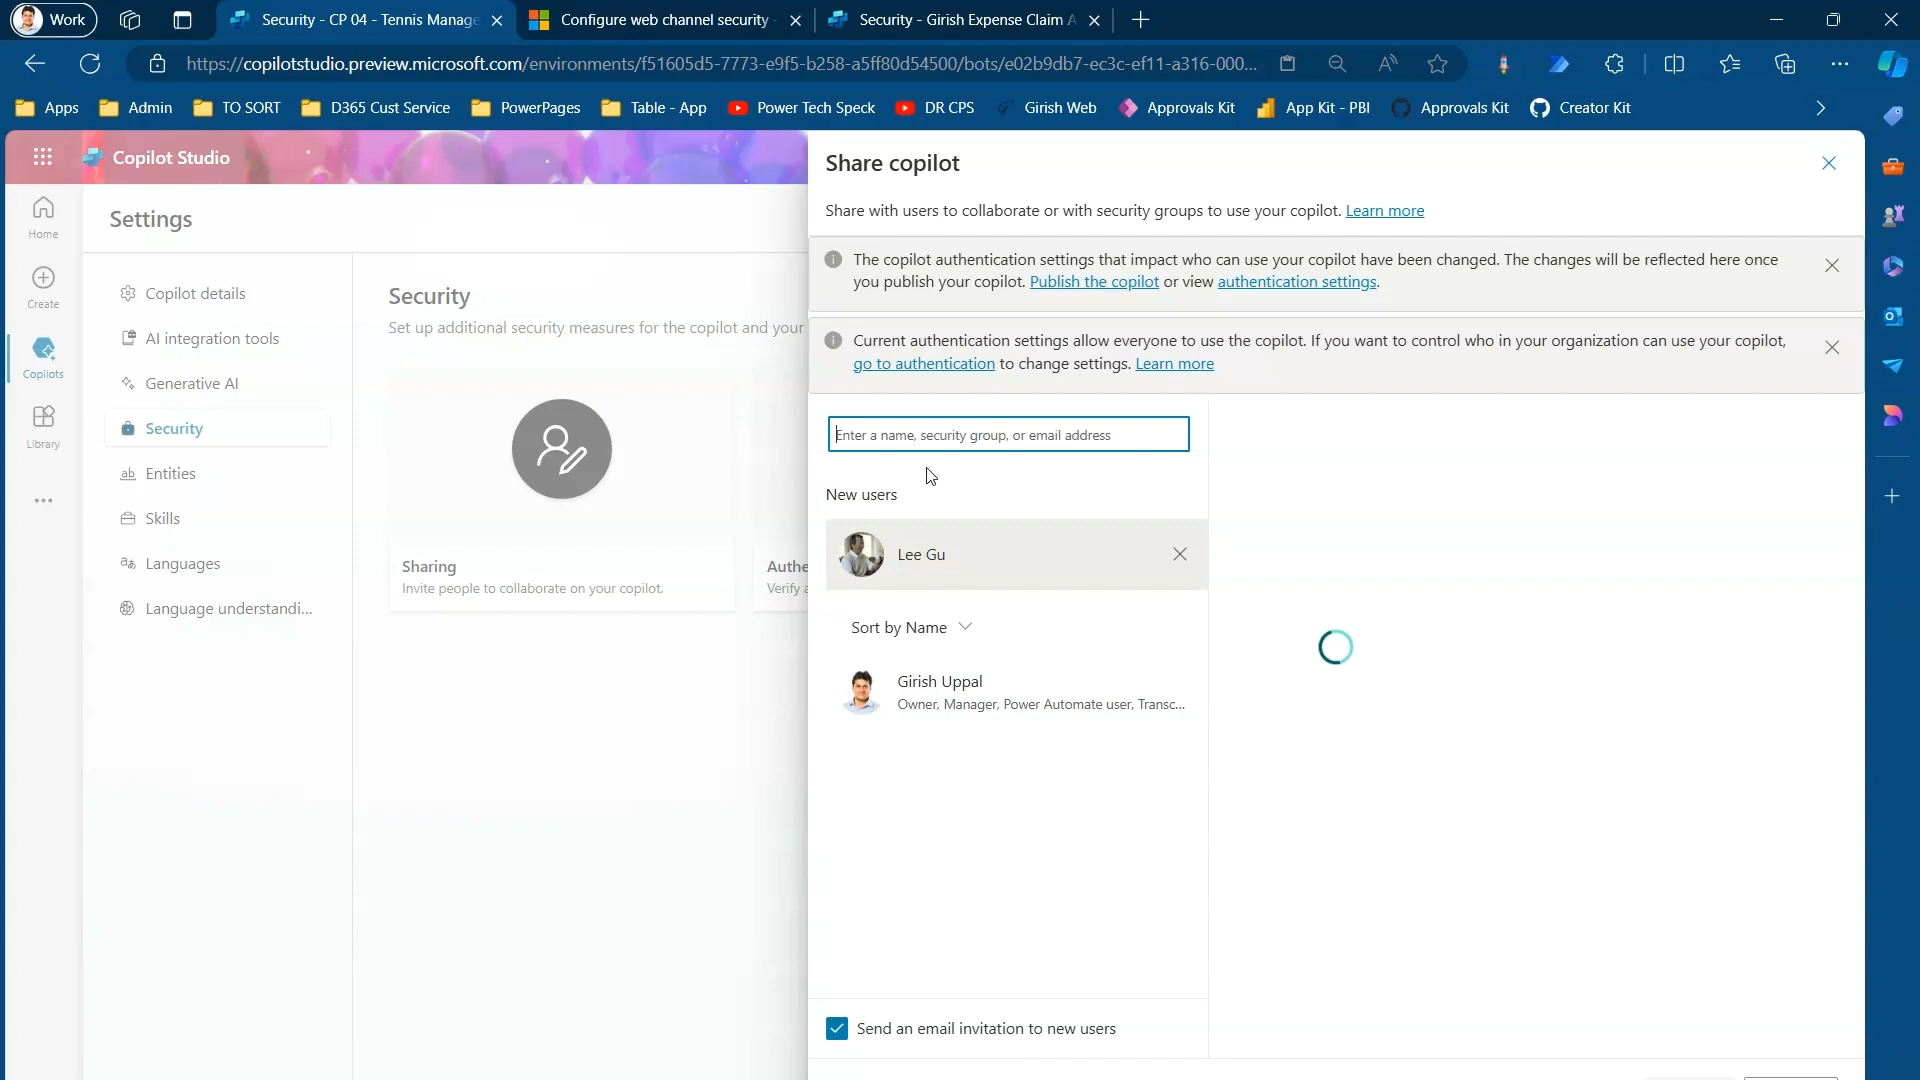 Work
Security - CP 04 - Tennis Manage
Configure web channel security -
Security - Girish Expense Claim A
https://copilotstudio.preview.microsoft.com/environments/f51605d5-7773-e9f5-b258-a5ff80d54500/bots/e02b9db7-ec3c-ef11-a316-000...
Apps
Admin
TO SORT
D365 Cust Service
PowerPages
Table - App
Power Tech Speck
DR CPS
Girish Web
Approvals Kit
App Kit - PBI
Approvals Kit
Creator Kit
Copilot Studio
Home
Create
Copilots
Library
Settings
Copilot details
AI integration tools
Generative AI
Security
Entities
Skills
Languages
Language understandi...
Security
Set up additional security measures for the copilot and your
Sharing
Invite people to collaborate on your copilot.
Authe
Verify a
Share copilot
Share with users to collaborate or with security groups to use your copilot. Learn more
The copilot authentication settings that impact who can use your copilot have been changed. The changes will be reflected here once
you publish your copilot. Publish the copilot or view authentication settings.
Current authentication settings allow everyone to use the copilot. If you want to control who in your organization can use your copilot,
go to authentication to change settings. Learn more
Enter a name, security group, or email address
New users
Lee Gu
Sort by Name
Girish Uppal
Owner, Manager, Power Automate user, Transc...
Send an email invitation to new users